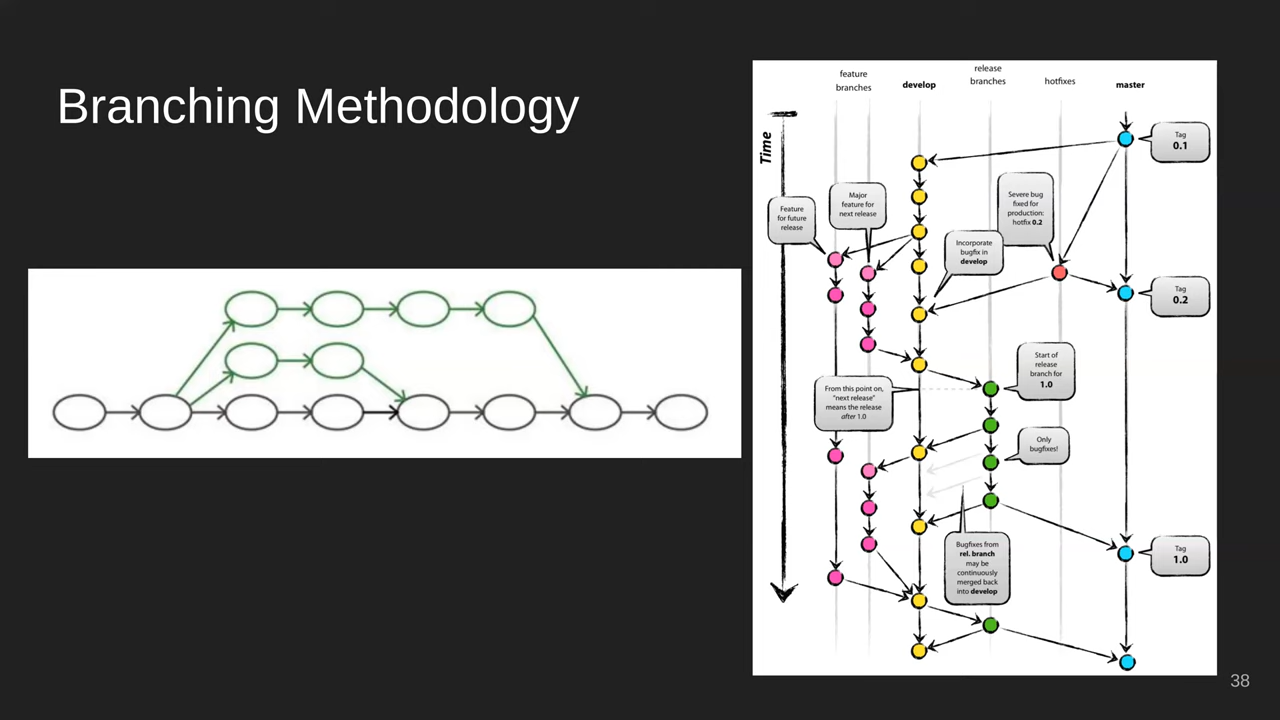 Branching Methodology
feature
branches
develop
release
branches
hotfixes
master
Time
Tag
0.1
Feature
for future
release
Major
feature for
next release
Severe bug
fixed for
production:
hotfix 0.2
Incorporate
bugfix in
develop
Tag
0.2
Start of
release
branch for
1.0
From this point on,
"next release"
means the release
after 1.0
Only
bugfixes!
Bugfixes from
rel. branch
may be
continuously
merged back
into develop
Tag
1.0
38